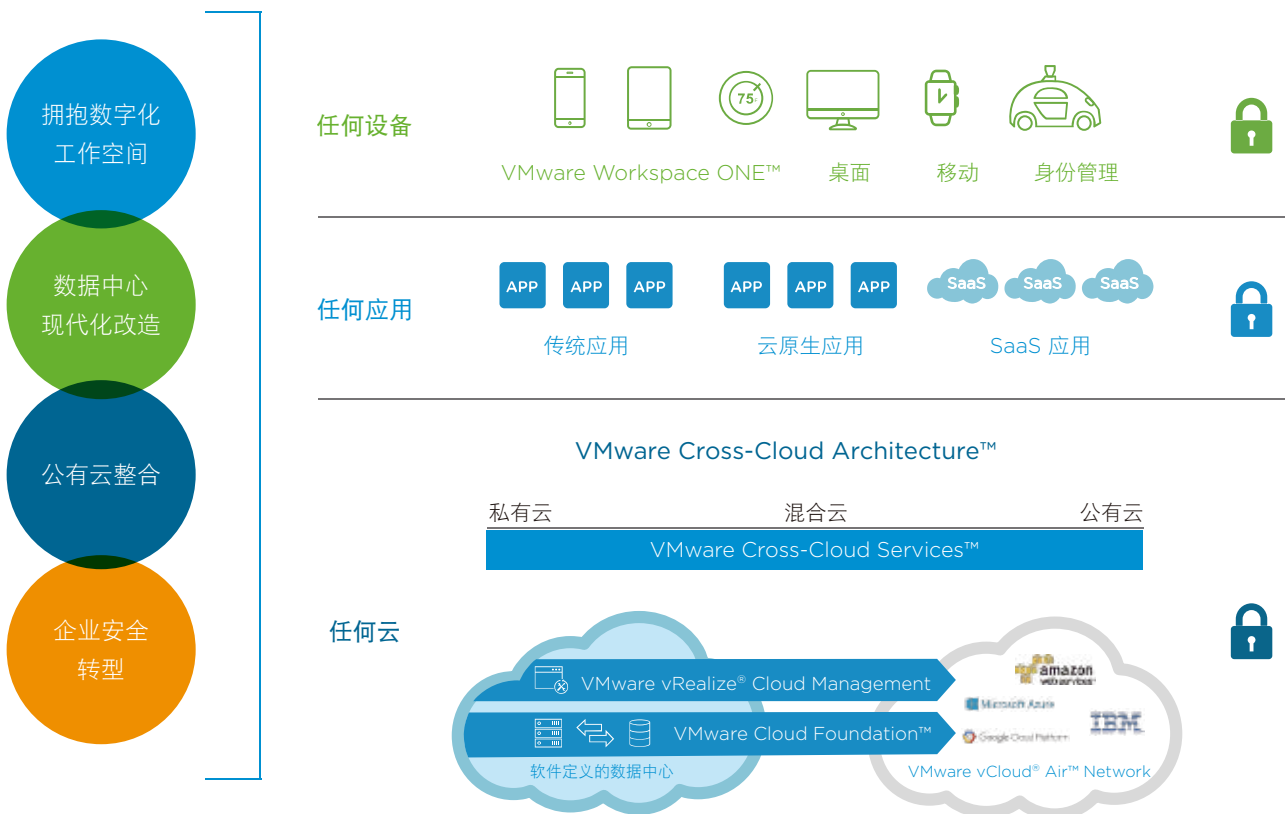 拥抱数字化
工作空间
数据中心
现代化改造
公有云整合
企业安全
转型
任何设备
75
VMware Workspace ONE™
桌面
移动
身份管理
任何应用
APP APP APP
APP APP APP
SaaS SaaS SaaS
传统应用
云原生应用
SaaS 应用
任何云
VMware Cross-Cloud Architecture™
私有云
混合云
公有云
VMware Cross-Cloud Services™
VMware vRealize® Cloud Management
VMware Cloud Foundation™
软件定义的数据中心
amazon
web services
Microsoft Azure
IBM
Google Cloud Platform
VMware vCloud® Air™ Network